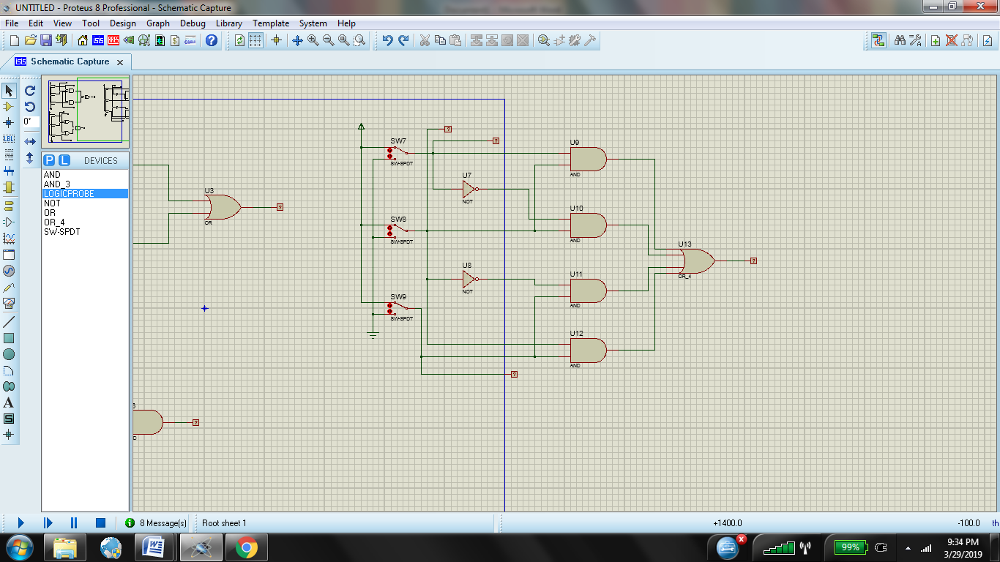 UNTITLED - Proteus 8 Professional - Schematic Capture
File Edit View Tool Design Graph Debug Library Template System Help
Schematic Capture
0°
P L DEVICES
AND
AND_3
LOGICPROBE
NOT
OR
OR_4
SW-SPDT
LBL
A
S
U3
OR
?
?
SW7
SW-SPDT
?
?
U7
NOT
SW8
SW-SPDT
U8
NOT
SW9
SW-SPDT
?
U9
AND
U10
AND
U11
AND
U12
AND
U13
OR_4
?
8 Message(s)
Root sheet 1
+1400.0
-100.0
th
99%
9:34 PM
3/29/2019